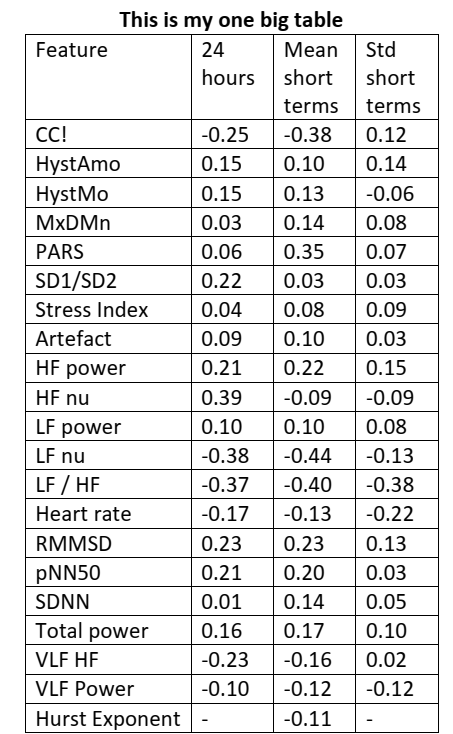 This is my one big table
Feature 24 hours Mean short terms Std short terms
CC! -0.25 -0.38 0.12
HystAmo 0.15 0.10 0.14
HystMo 0.15 0.13 -0.06
MxDMn 0.03 0.14 0.08
PARS 0.06 0.35 0.07
SD1/SD2 0.22 0.03 0.03
Stress Index 0.04 0.08 0.09
Artefact 0.09 0.10 0.03
HF power 0.21 0.22 0.15
HF nu 0.39 -0.09 -0.09
LF power 0.10 0.10 0.08
LF nu -0.38 -0.44 -0.13
LF / HF -0.37 -0.40 -0.38
Heart rate -0.17 -0.13 -0.22
RMMSD 0.23 0.23 0.13
pNN50 0.21 0.20 0.03
SDNN 0.01 0.14 0.05
Total power 0.16 0.17 0.10
VLF HF -0.23 -0.16 0.02
VLF Power -0.10 -0.12 -0.12
Hurst Exponent - -0.11 -